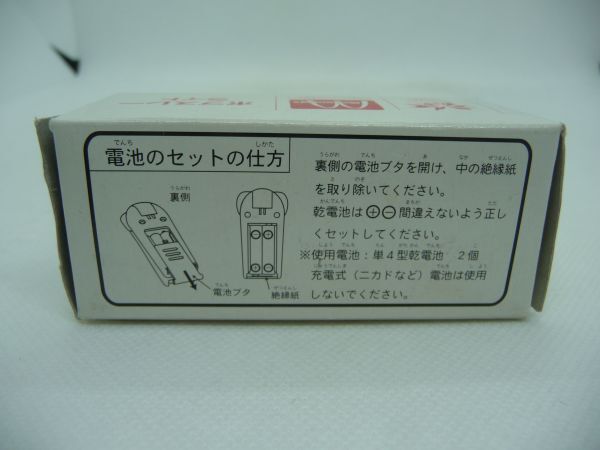 電池のセットの仕方
裏側
電池ブタ
絶縁紙
裏側の電池ブタを開け、中の絶縁紙
を取り除いてください。
乾電池は⊕⊖間違えないよう正し
くセットしてください。
※使用電池：単4型乾電池 2個
充電式（ニカドなど）電池は使用
しないでください。